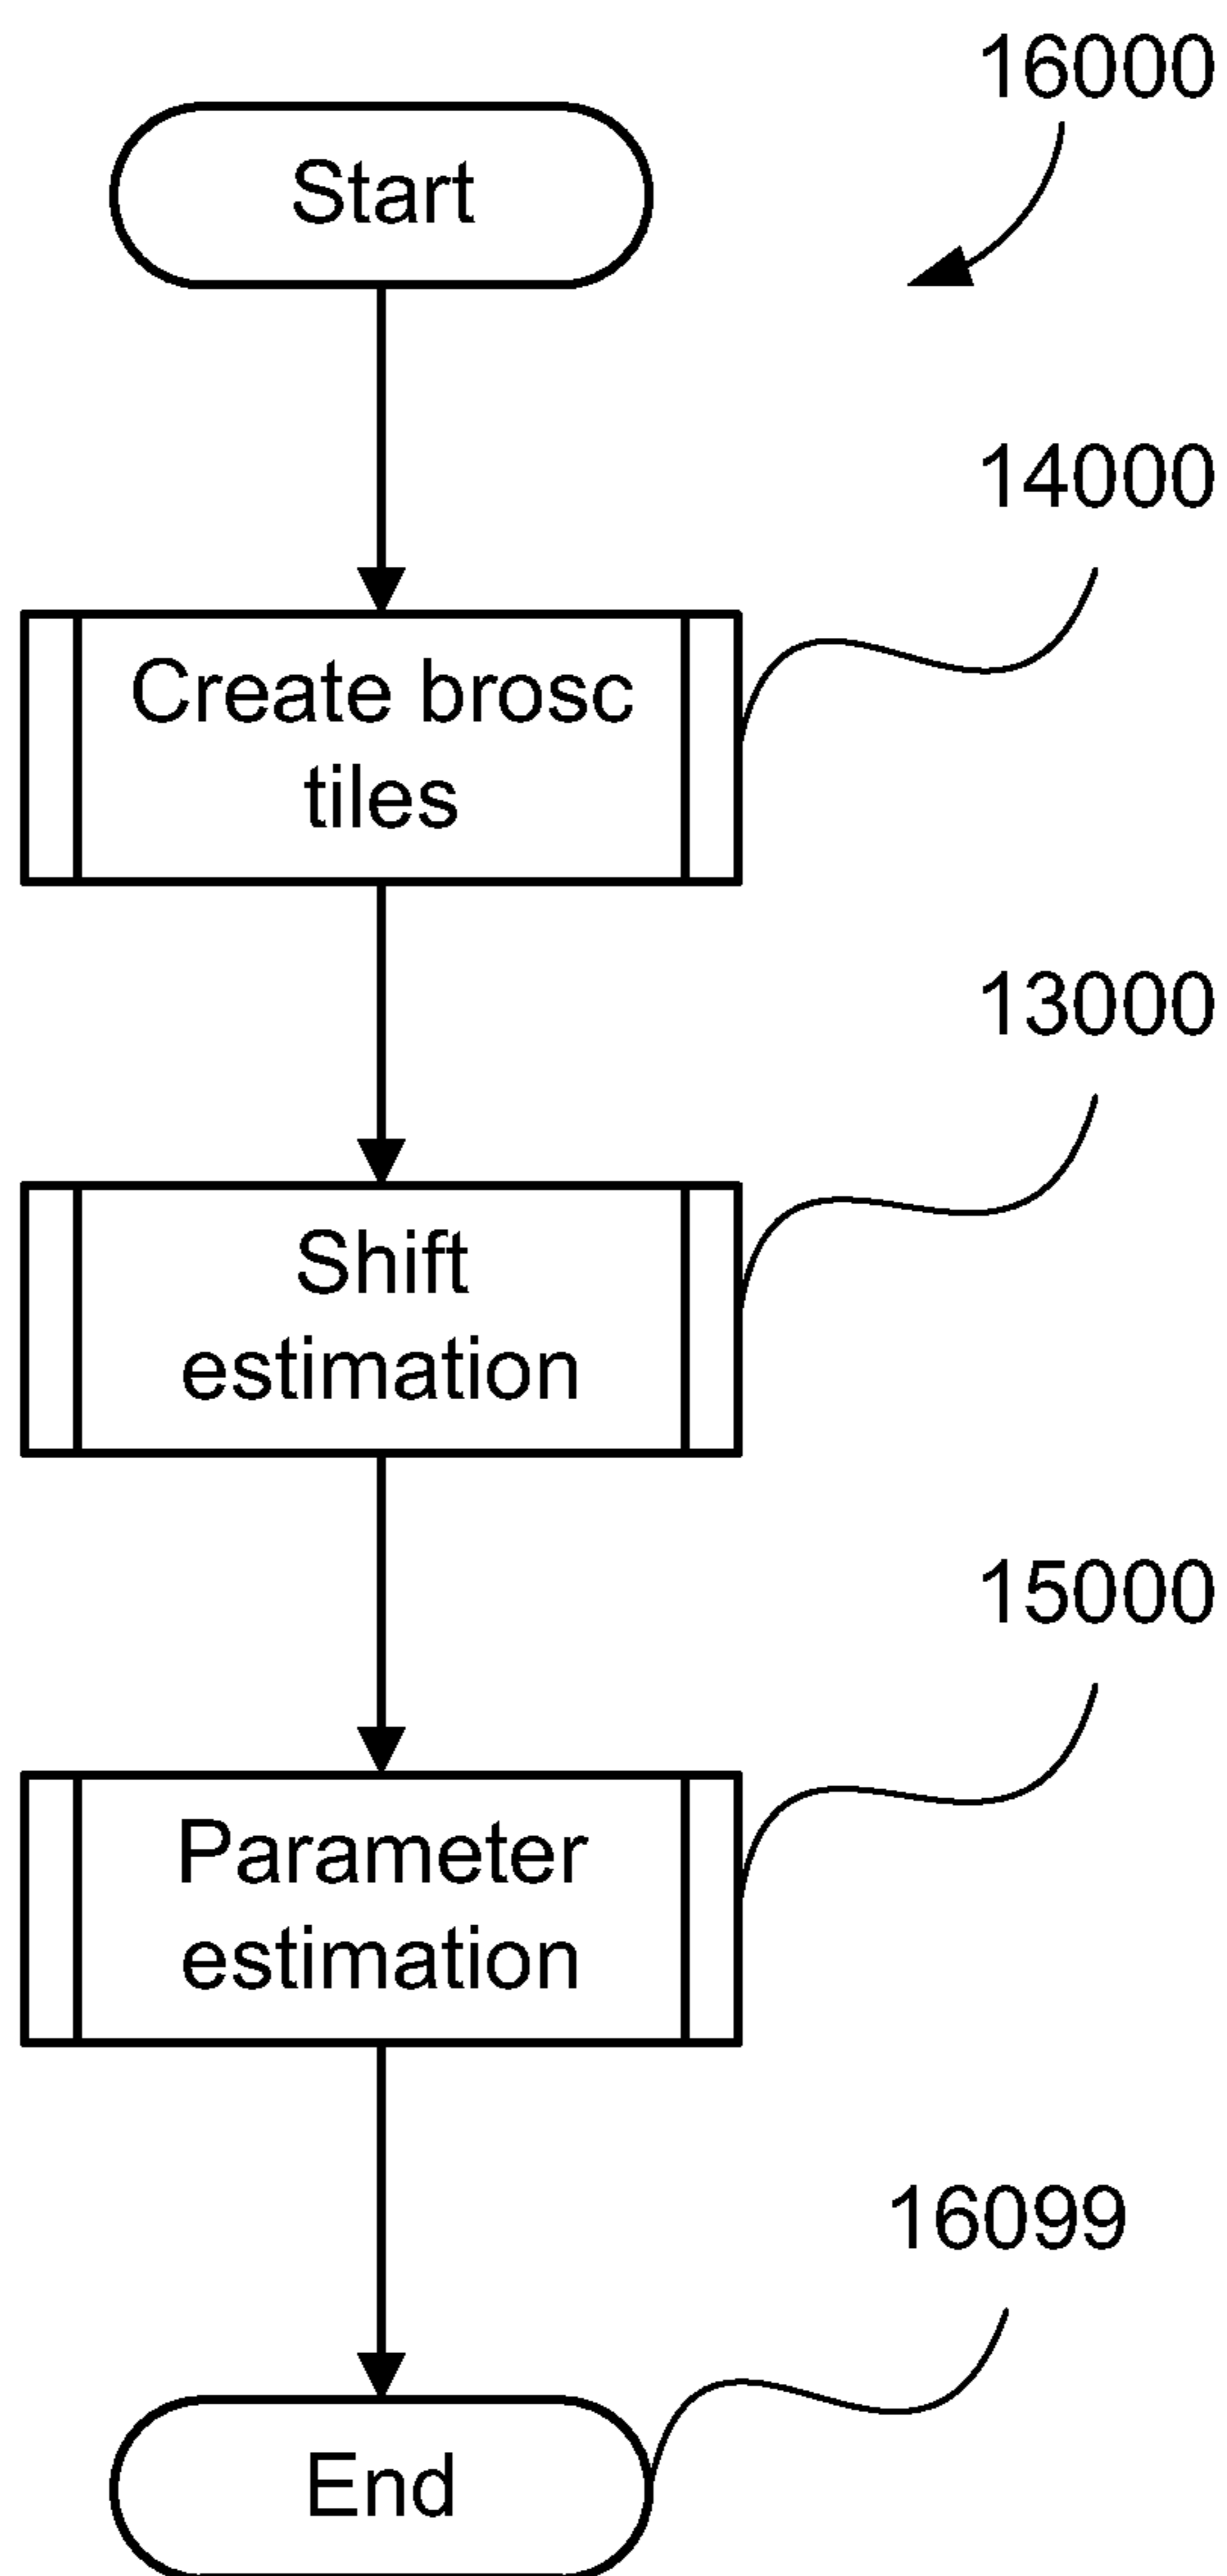 16000
Start
14000
Create brosc
tiles
13000
Shift
estimation
15000
Parameter
estimation
16099
End